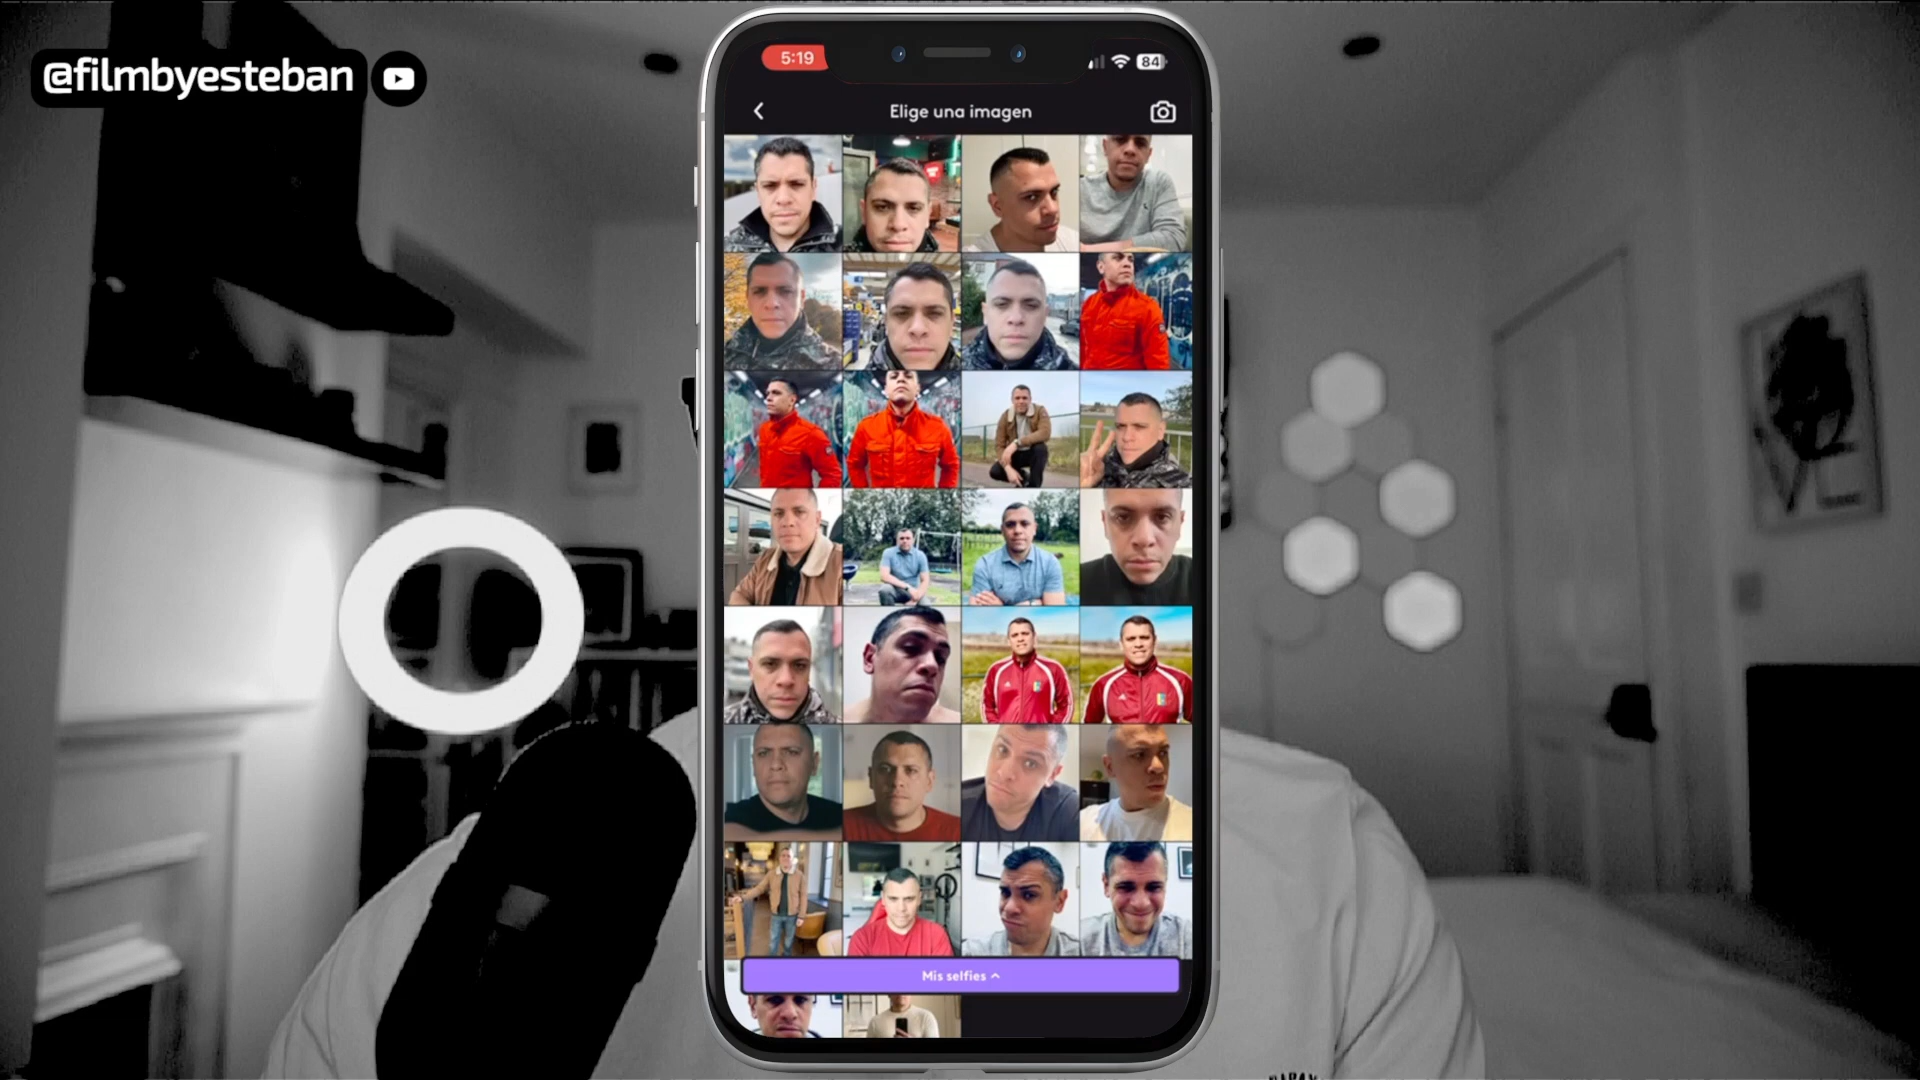 @filmbyesteban
5:19
84
Elige una imagen
Mis selfies